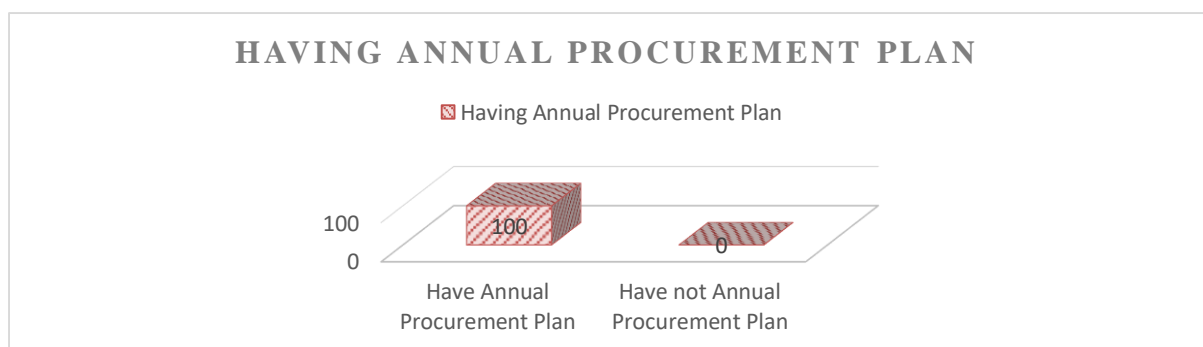 HAVING ANNUAL PROCUREMENT PLAN
Having Annual Procurement Plan
100
0
100
0
Have Annual
Procurement Plan
Have not Annual
Procurement Plan